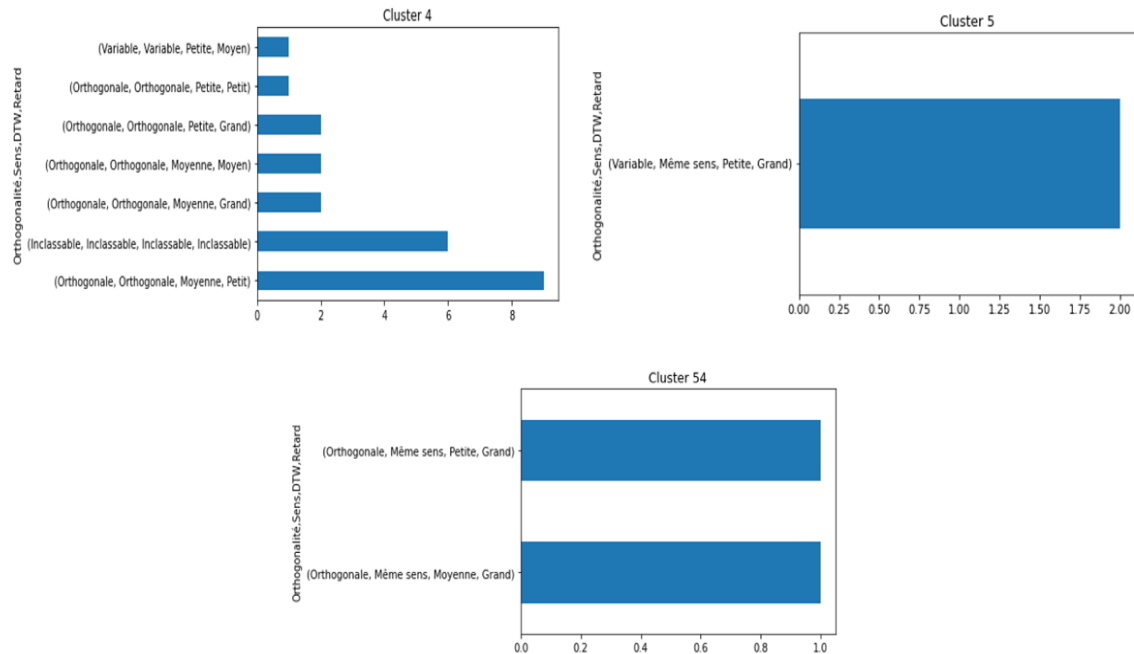 Cluster 4
Orthogonalité,Sens,DTW,Retard
(Variable, Variable, Petite, Moyen)
(Orthogonale, Orthogonale, Petite, Petit)
(Orthogonale, Orthogonale, Petite, Grand)
(Orthogonale, Orthogonale, Moyenne, Moyen)
(Orthogonale, Orthogonale, Moyenne, Grand)
(Inclassable, Inclassable, Inclassable, Inclassable)
(Orthogonale, Orthogonale, Moyenne, Petit)
0 2 4 6 8
Cluster 5
Orthogonalité,Sens,DTW,Retard
(Variable, Même sens, Petite, Grand)
0.00 0.25 0.50 0.75 1.00 1.25 1.50 1.75 2.00
Cluster 54
Orthogonalité,Sens,DTW,Retard
(Orthogonale, Même sens, Petite, Grand)
(Orthogonale, Même sens, Moyenne, Grand)
0.0 0.2 0.4 0.6 0.8 1.0